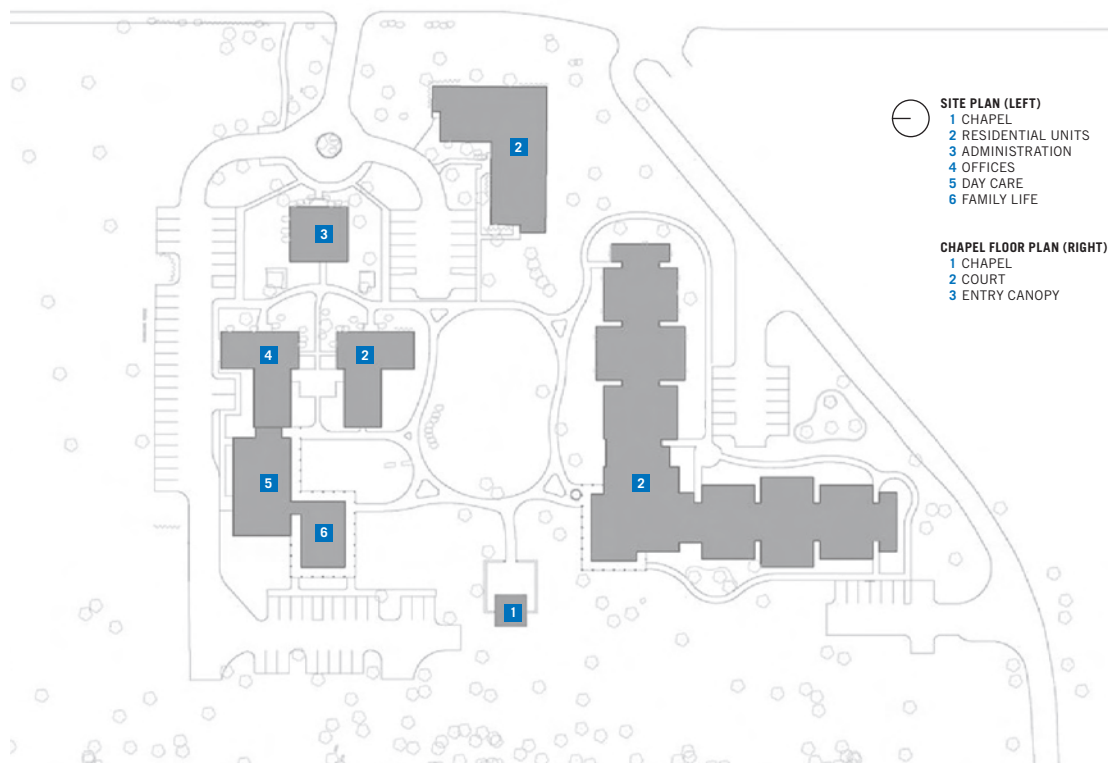 2
3
4
2
5
2
6
1
SITE PLAN (LEFT)
1 CHAPEL
2 RESIDENTIAL UNITS
3 ADMINISTRATION
4 OFFICES
5 DAY CARE
6 FAMILY LIFE
CHAPEL FLOOR PLAN (RIGHT)
1 CHAPEL
2 COURT
3 ENTRY CANOPY